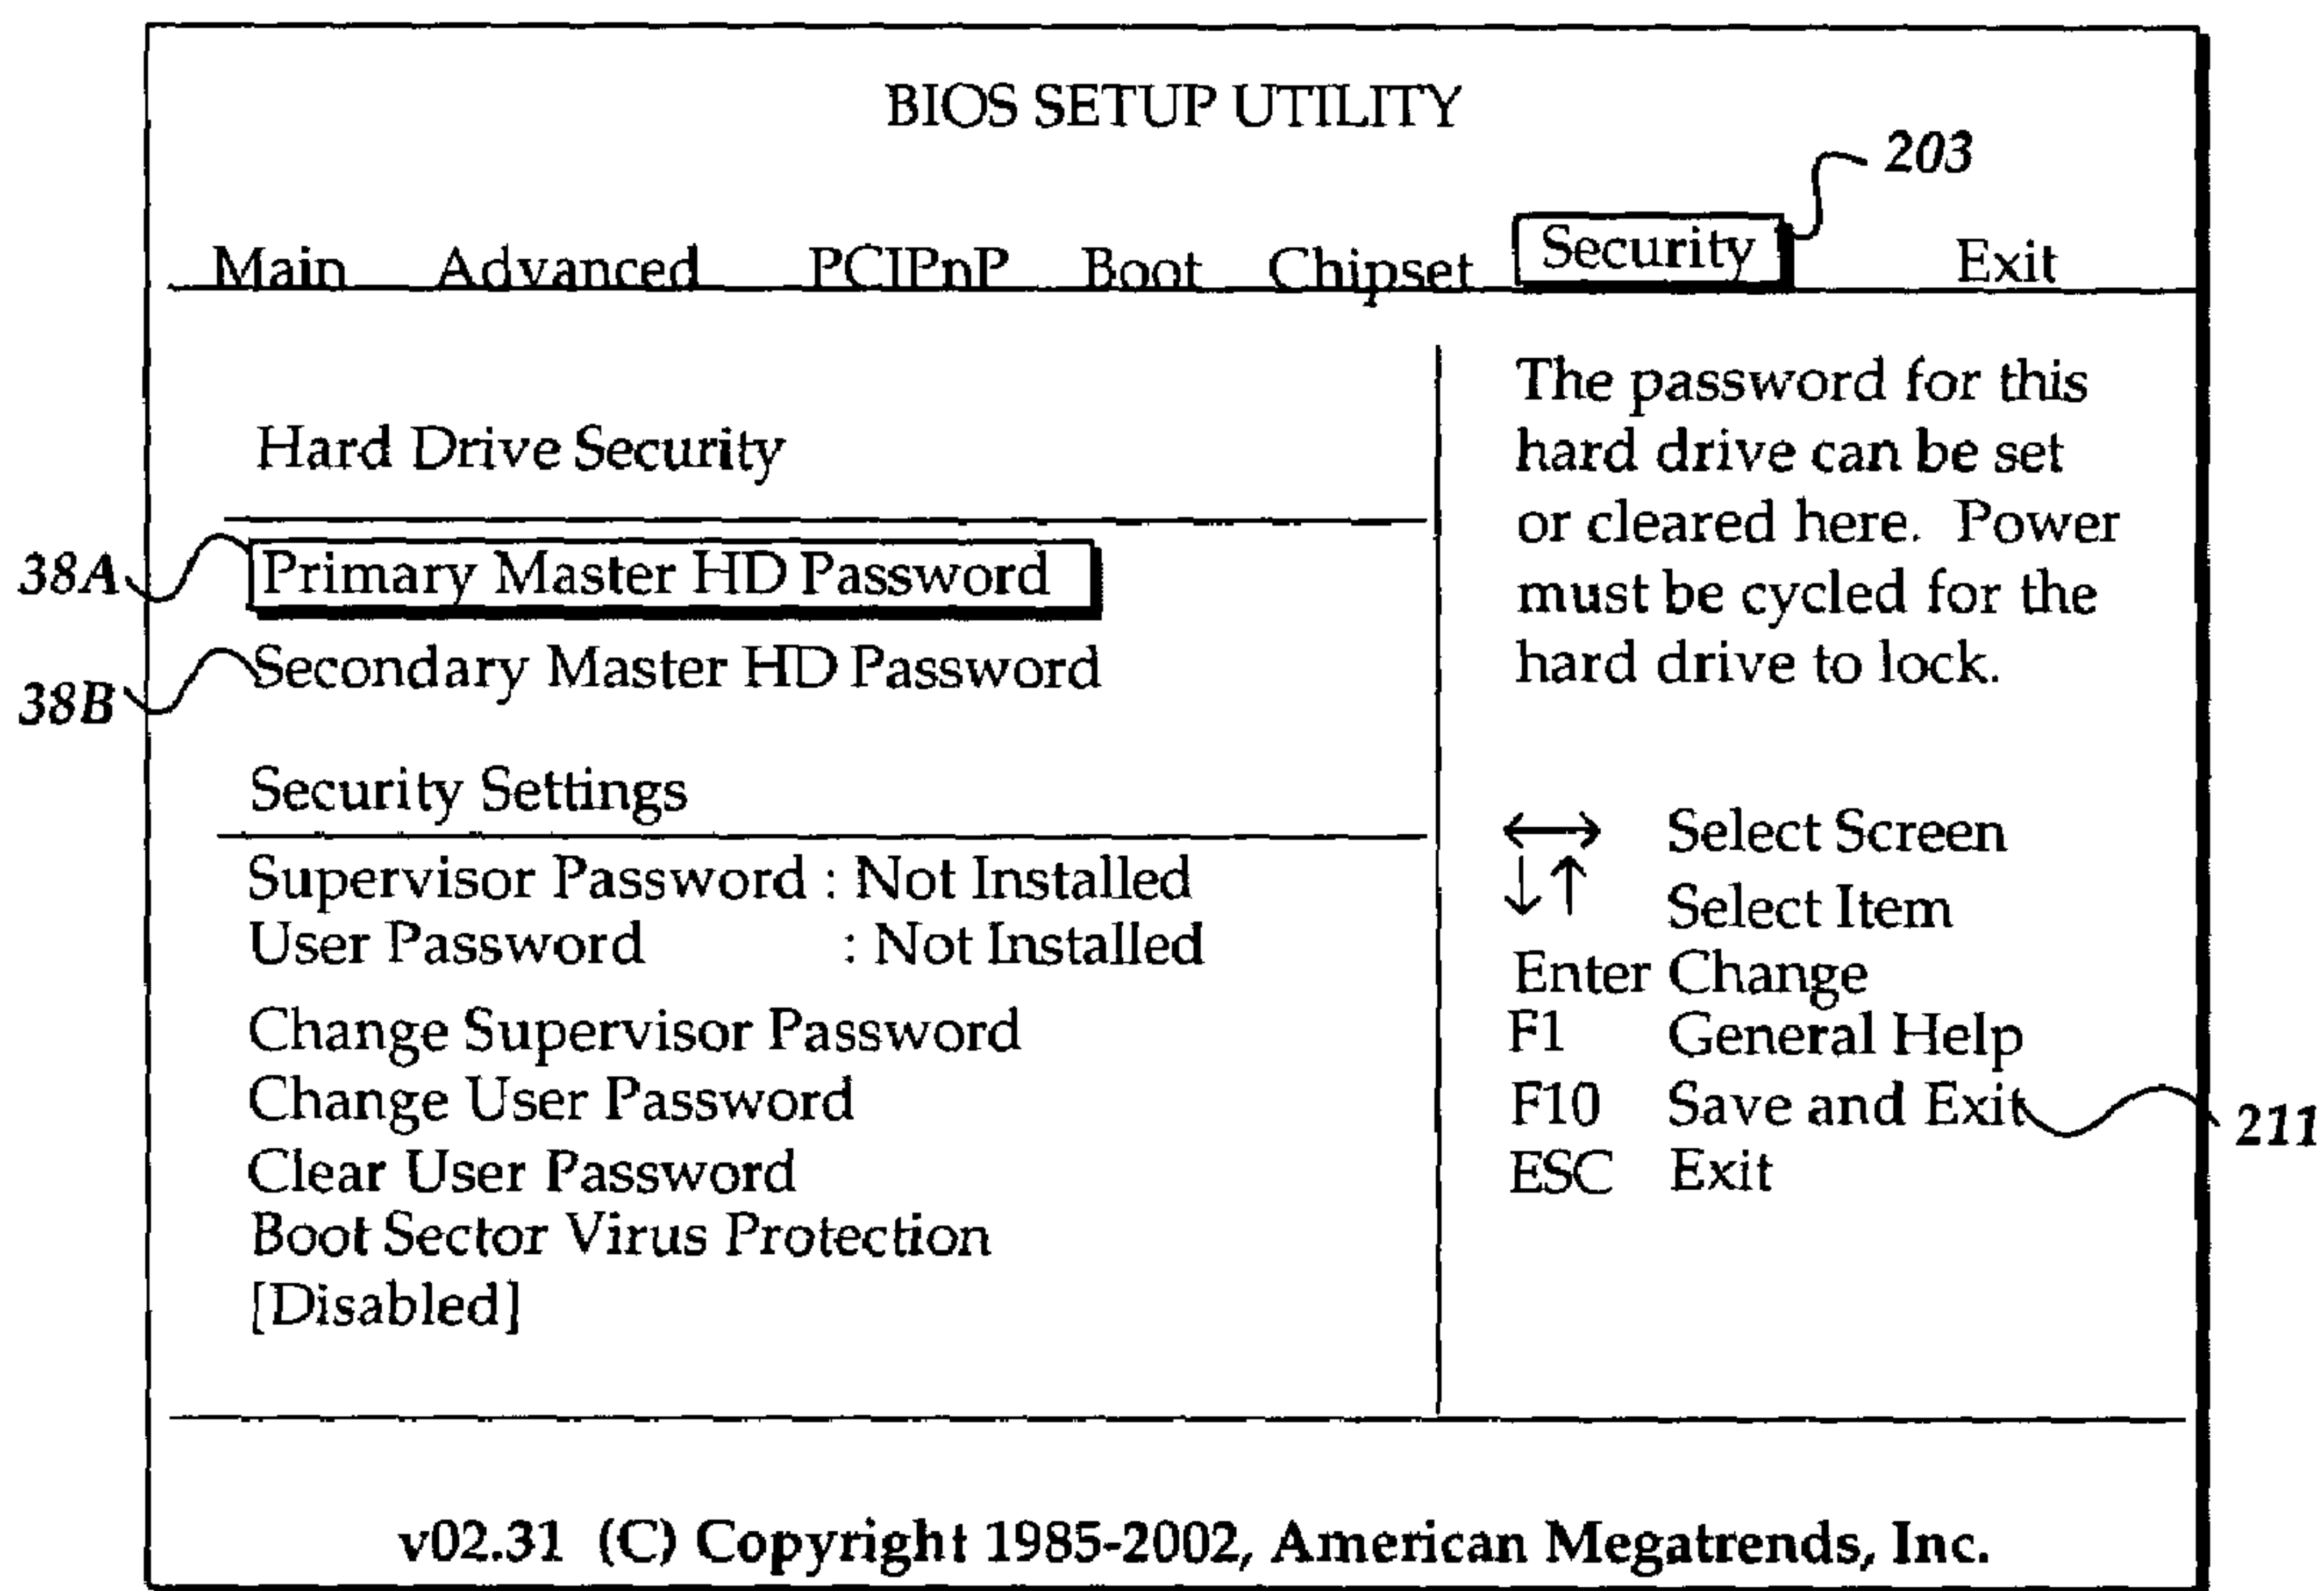 BIOS SETUP UTILITY
203
Main Advanced PCIPnP Boot Chipset Security Exit
Hard Drive Security
38A Primary Master HD Password
38B Secondary Master HD Password
Security Settings
Supervisor Password : Not Installed
User Password : Not Installed
Change Supervisor Password
Change User Password
Clear User Password
Boot Sector Virus Protection
[Disabled]
The password for this
hard drive can be set
or cleared here. Power
must be cycled for the
hard drive to lock.
←→ Select Screen
↓↑ Select Item
Enter Change
F1 General Help
F10 Save and Exit 211
ESC Exit
v02.31 (C) Copyright 1985-2002, American Megatrends, Inc.